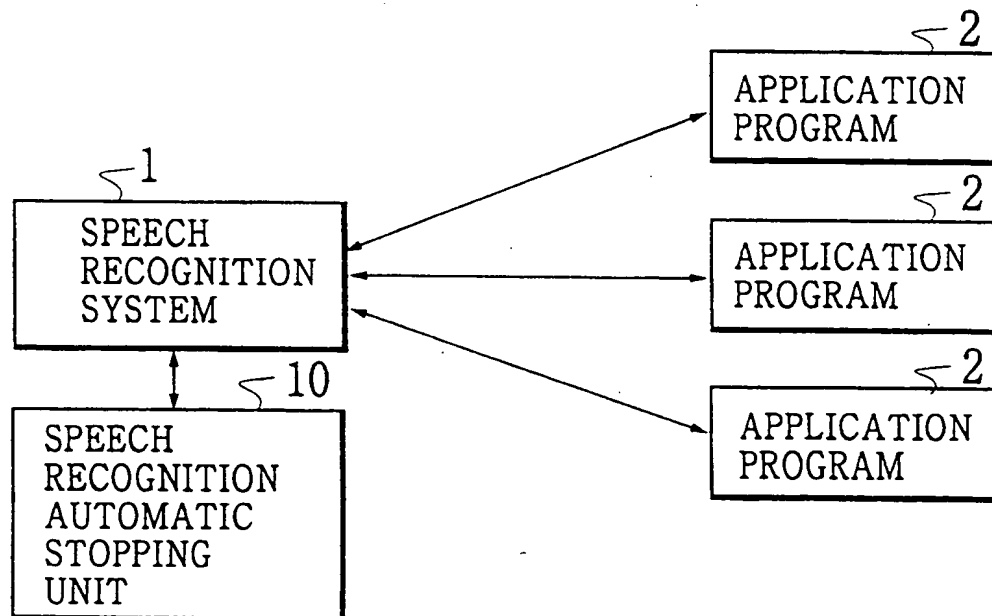 1
SPEECH
RECOGNITION
SYSTEM
10
SPEECH
RECOGNITION
AUTOMATIC
STOPPING
UNIT
2
APPLICATION
PROGRAM
2
APPLICATION
PROGRAM
2
APPLICATION
PROGRAM